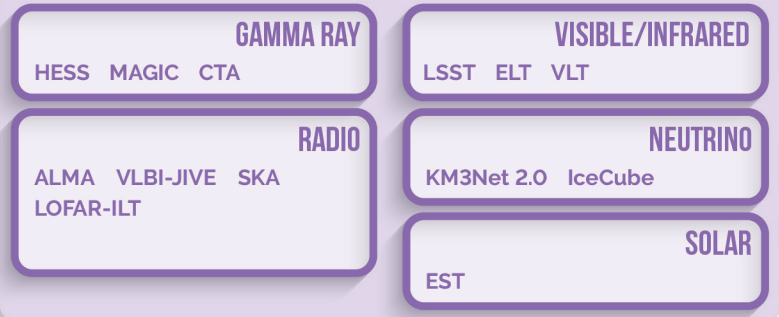 GAMMA RAY
HESS MAGIC CTA
RADIO
ALMA VLBI-JIVE SKA
LOFAR-ILT
VISIBLE/INFRARED
LSST ELT VLT
NEUTRINO
KM3Net 2.0 IceCube
SOLAR
EST